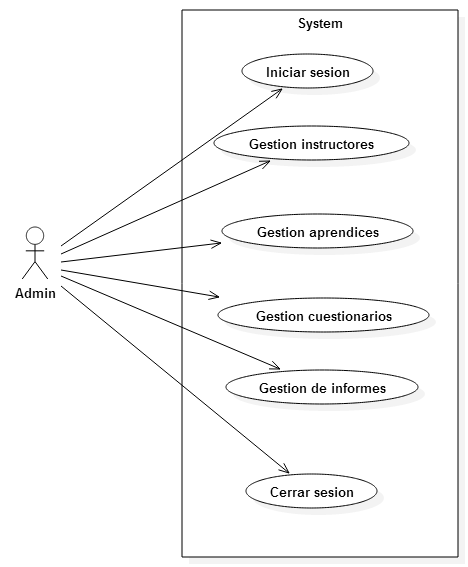 System
Iniciar sesion
Gestion instructores
Gestion aprendices
Admin
Gestion cuestionarios
Gestion de informes
Cerrar sesion